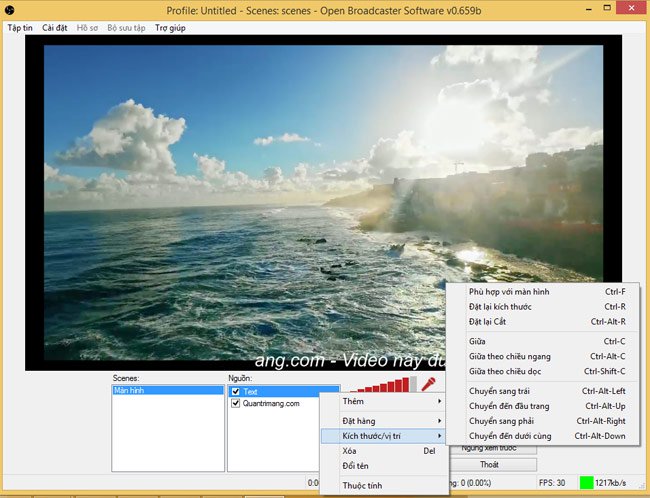 Profile: Untitled - Scenes: scenes - Open Broadcaster Software v0.659b
Tập tin Cài đặt Hồ sơ Bộ sưu tập Trợ giúp
ang.com - Video này đu
Scenes:
Màn hình
Nguồn:
Text
Quantrimang.com
Thêm
Đặt hàng
Kích thước/vị trí
Xóa Del
Đổi tên
Thuộc tính
Phù hợp với màn hình Ctrl-F
Đặt lại kích thước Ctrl-R
Đặt lại Cắt Ctrl-Alt-R
Giữa Ctrl-C
Giữa theo chiều ngang Ctrl-Alt-C
Giữa theo chiều dọc Ctrl-Shift-C
Chuyển sang trái Ctrl-Alt-Left
Chuyển đến đầu trang Ctrl-Alt-Up
Chuyển sang phải Ctrl-Alt-Right
Chuyển đến dưới cùng Ctrl-Alt-Down
Ngưng xem trước
Thoát
0:0
g: 0 (0.00%) FPS: 30 1217kb/s